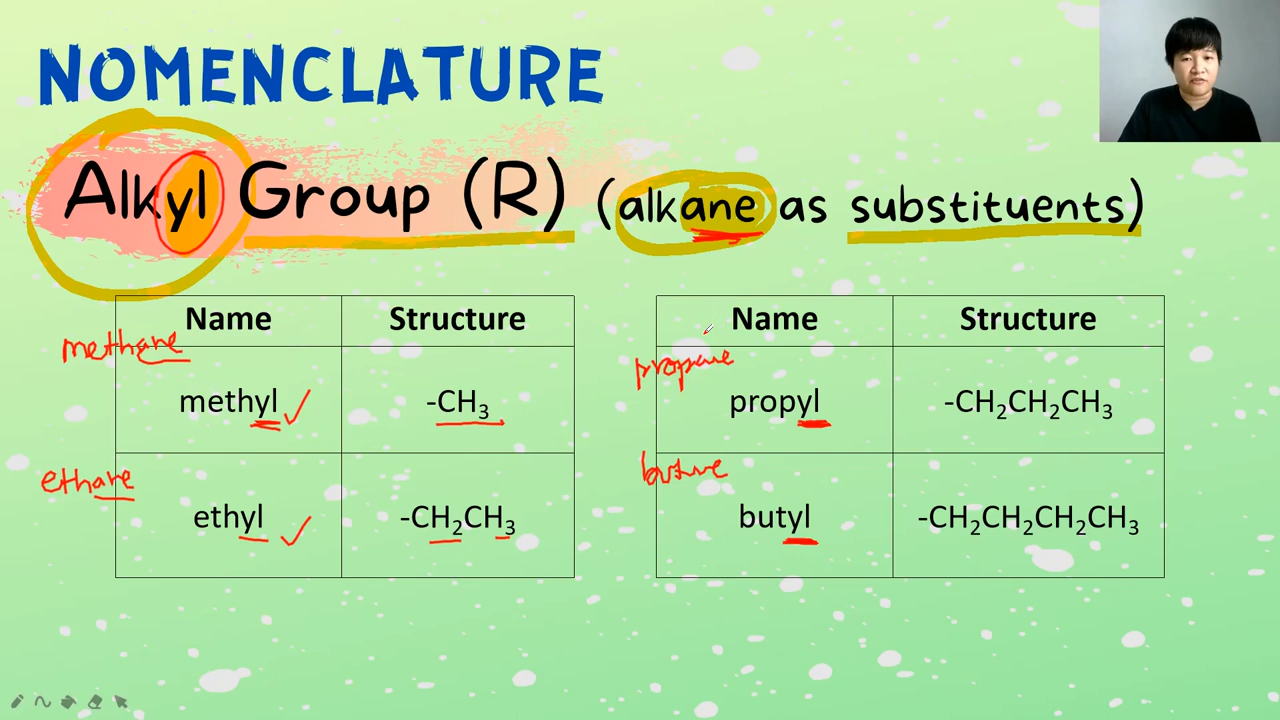 NOMENCLATURE
Alkyl Group (R) (alkane as substituents)
Name Structure
methane
methyl -CH₃
ethane
ethyl -CH₂CH₃
Name Structure
propane
propyl -CH₂CH₂CH₃
butyl -CH₂CH₂CH₂CH₃